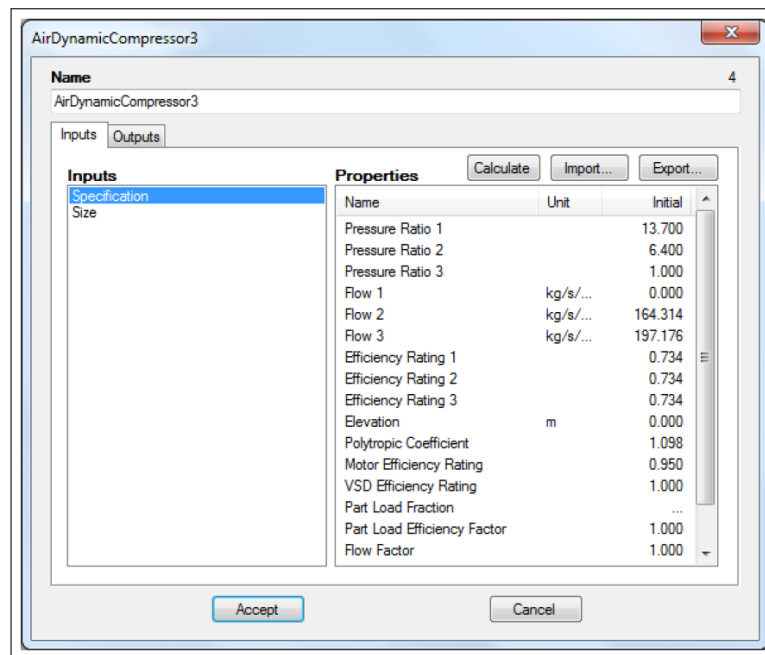 AirDynamicCompressor3
Name 4
AirDynamicCompressor3
Inputs Outputs
Inputs
Specification
Size
Properties Calculate Import... Export...
Name Unit Initial
Pressure Ratio 1 13.700
Pressure Ratio 2 6.400
Pressure Ratio 3 1.000
Flow 1 kg/s/... 0.000
Flow 2 kg/s/... 164.314
Flow 3 kg/s/... 197.176
Efficiency Rating 1 0.734
Efficiency Rating 2 0.734
Efficiency Rating 3 0.734
Elevation m 0.000
Polytropic Coefficient 1.098
Motor Efficiency Rating 0.950
VSD Efficiency Rating 1.000
Part Load Fraction ...
Part Load Efficiency Factor 1.000
Flow Factor 1.000
Accept Cancel